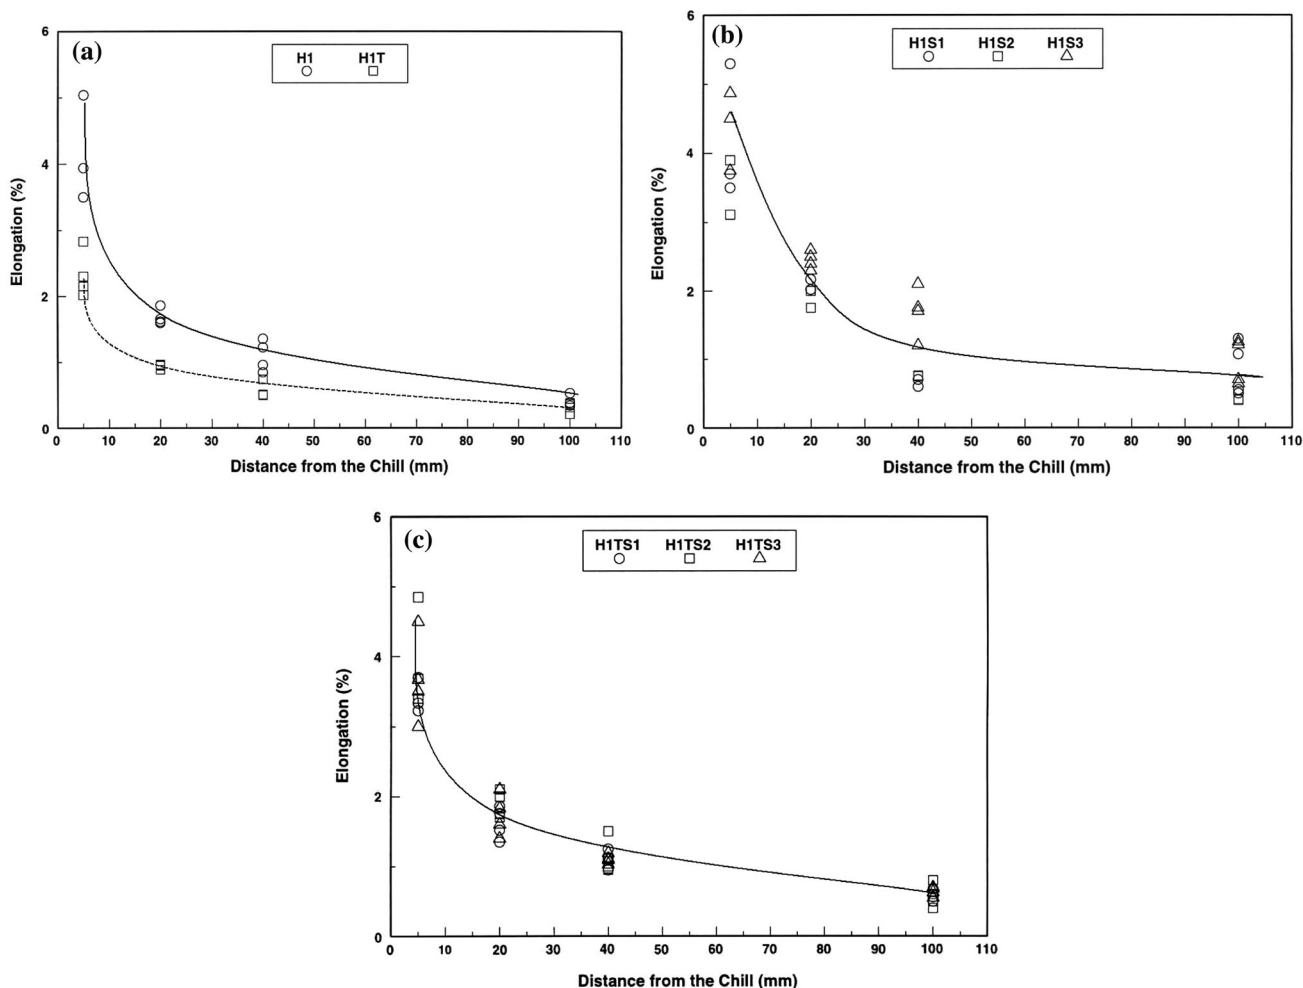 (a)
H1 H1T
6
4
2
0
Elongation (%)
0 10 20 30 40 50 60 70 80 90 100 110
Distance from the Chill (mm)
(b)
H1S1 H1S2 H1S3
6
4
2
0
Elongation (%)
0 10 20 30 40 50 60 70 80 90 100 110
Distance from the Chill (mm)
(c)
H1TS1 H1TS2 H1TS3
6
4
2
0
Elongation (%)
0 10 20 30 40 50 60 70 80 90 100 110
Distance from the Chill (mm)